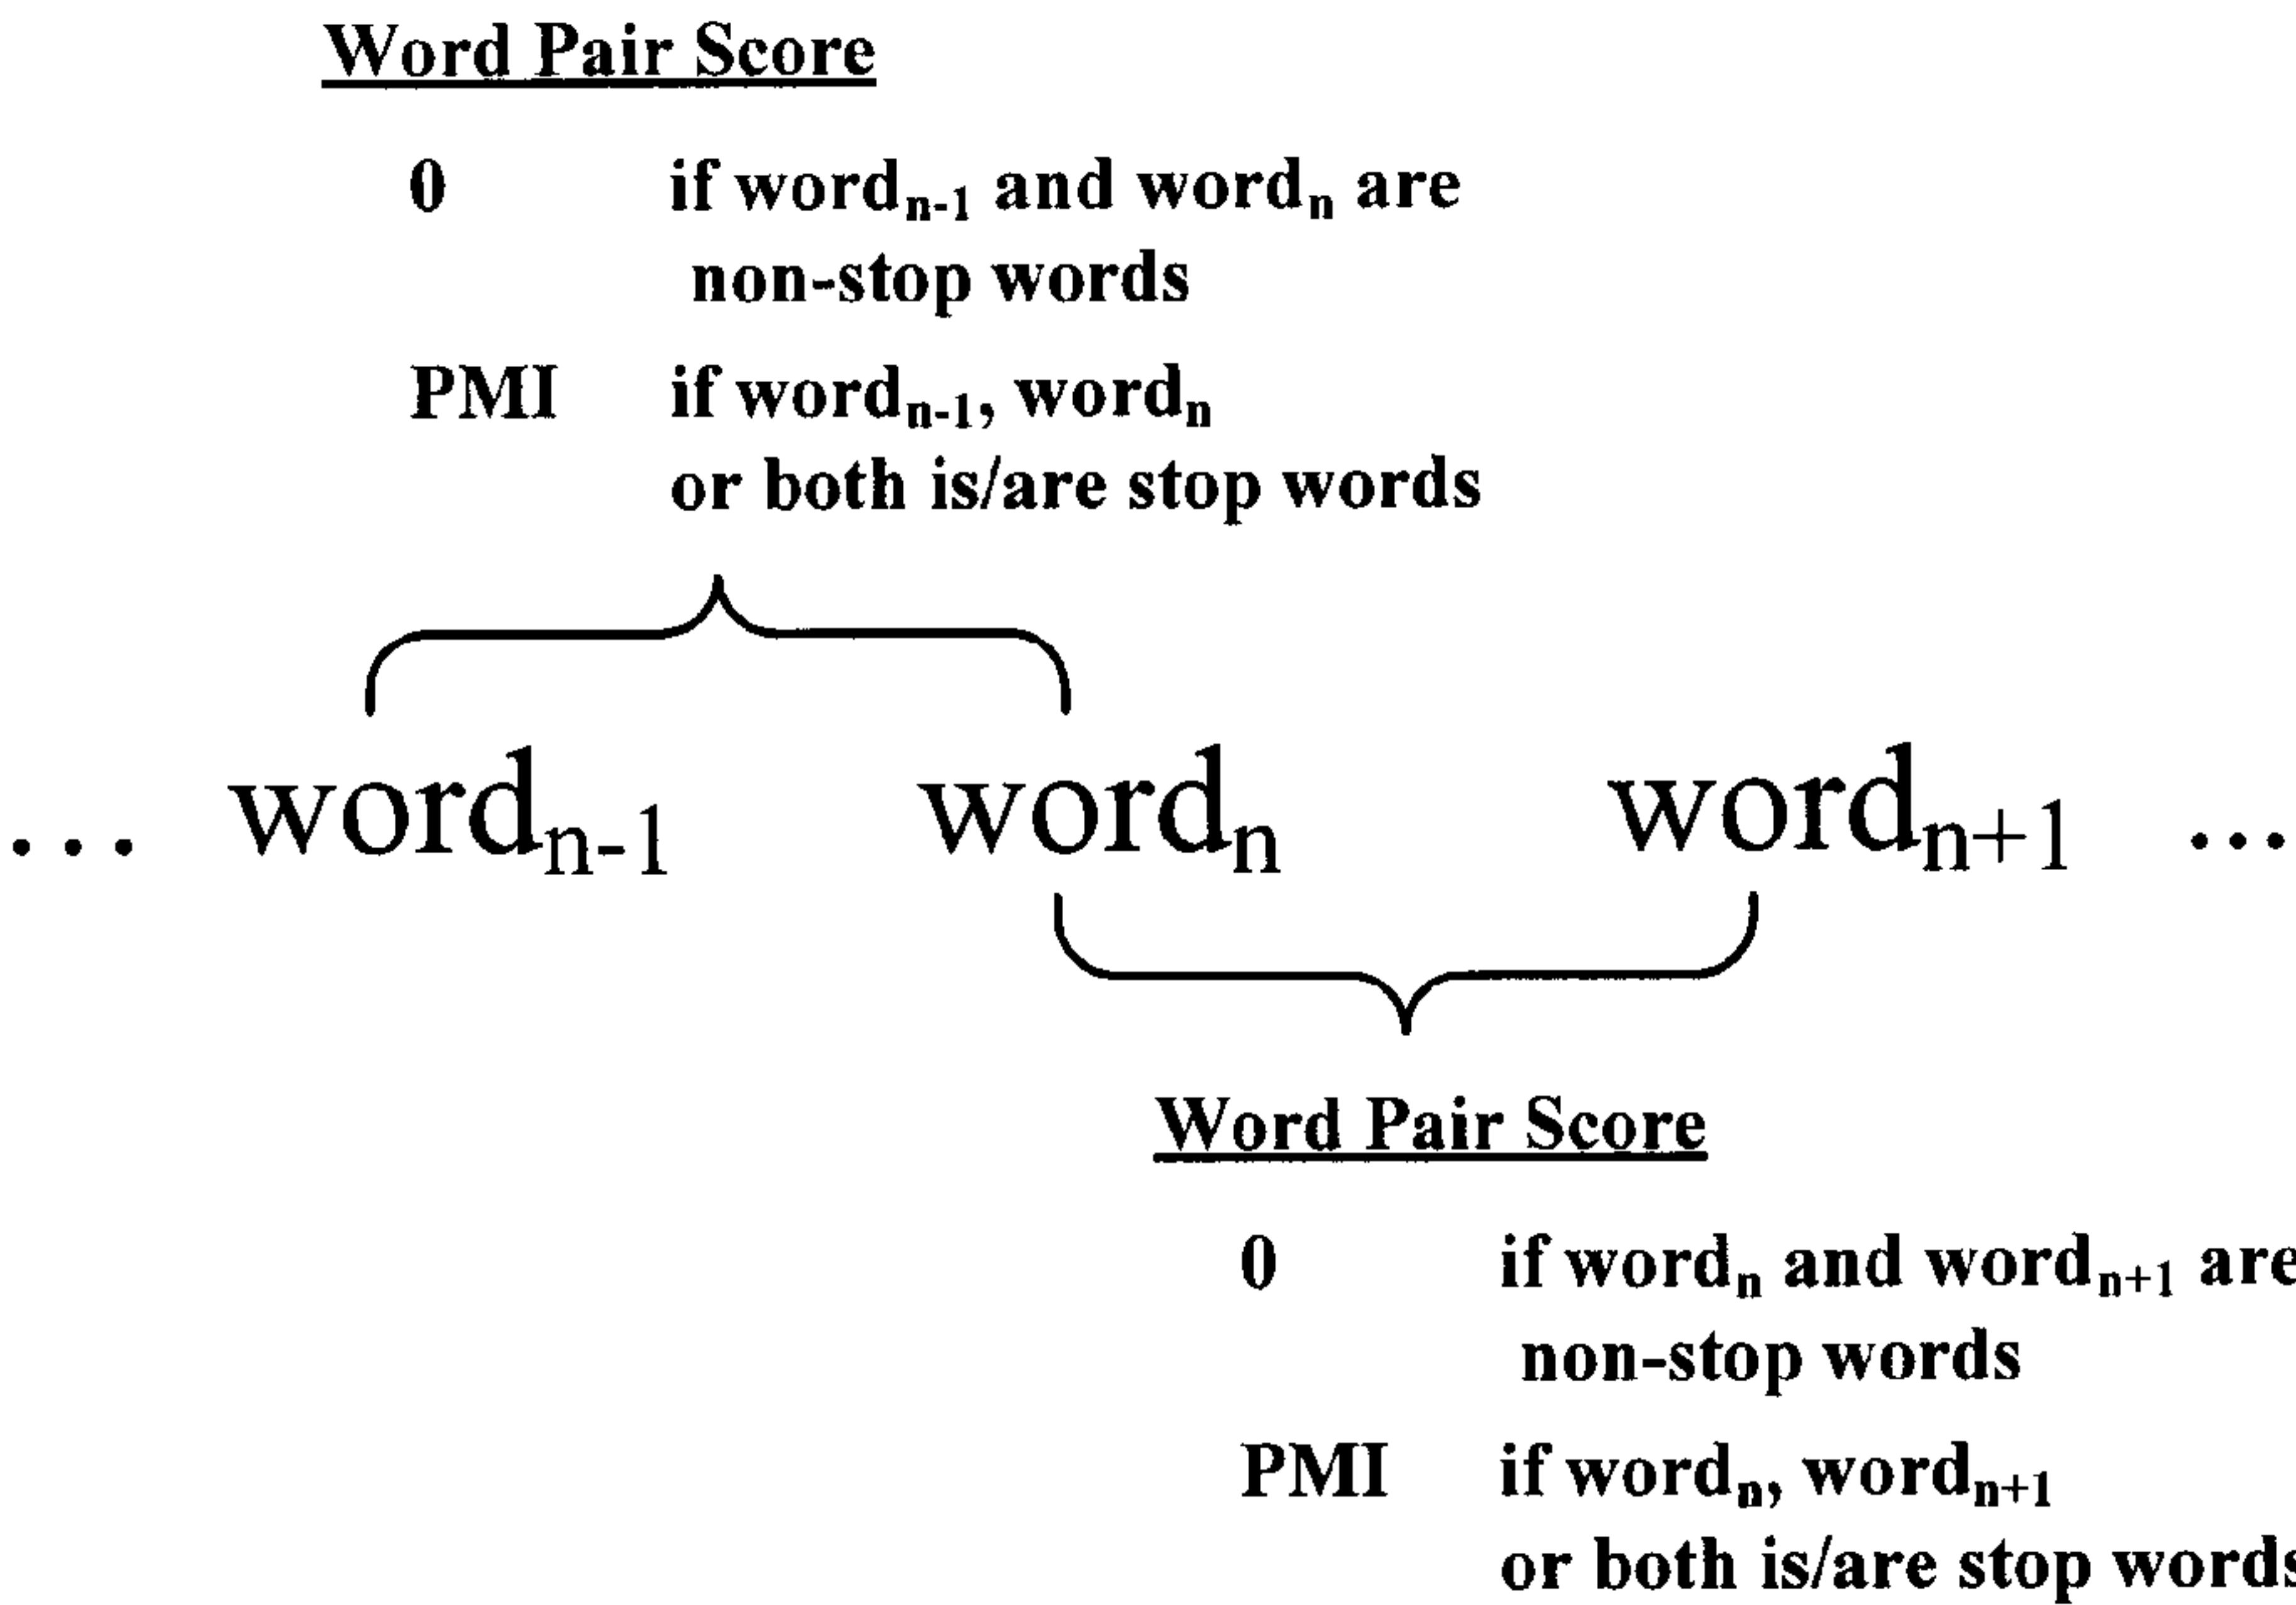 Word Pair Score
0 if wordₙ₋₁ and wordₙ are
non-stop words
PMI if wordₙ₋₁, wordₙ
or both is/are stop words
... wordₙ₋₁ wordₙ wordₙ₊₁ ...
Word Pair Score
0 if wordₙ and wordₙ₊₁ are
non-stop words
PMI if wordₙ, wordₙ₊₁
or both is/are stop words